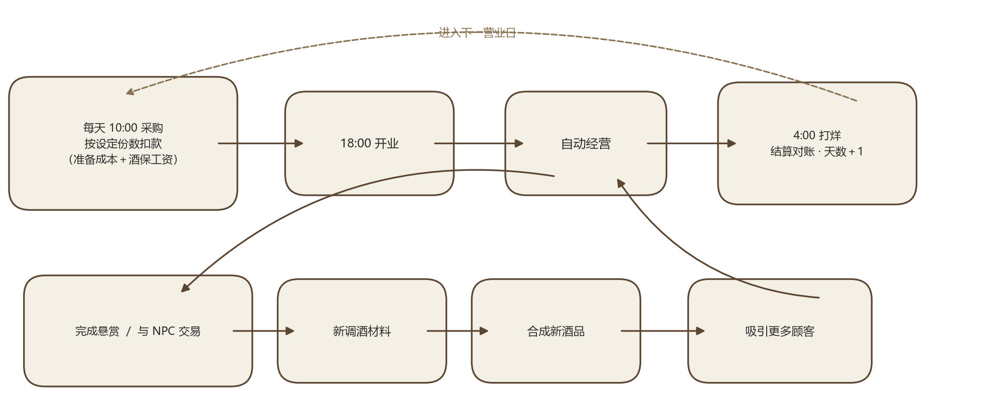 进入下一营业日
每天 10:00 采购
按设定份数扣款
(准备成本 + 酒保工资)
18:00 开业
自动经营
4:00 打烊
结算对账 · 天数 + 1
完成悬赏 / 与 NPC 交易
新调酒材料
合成新酒品
吸引更多顾客